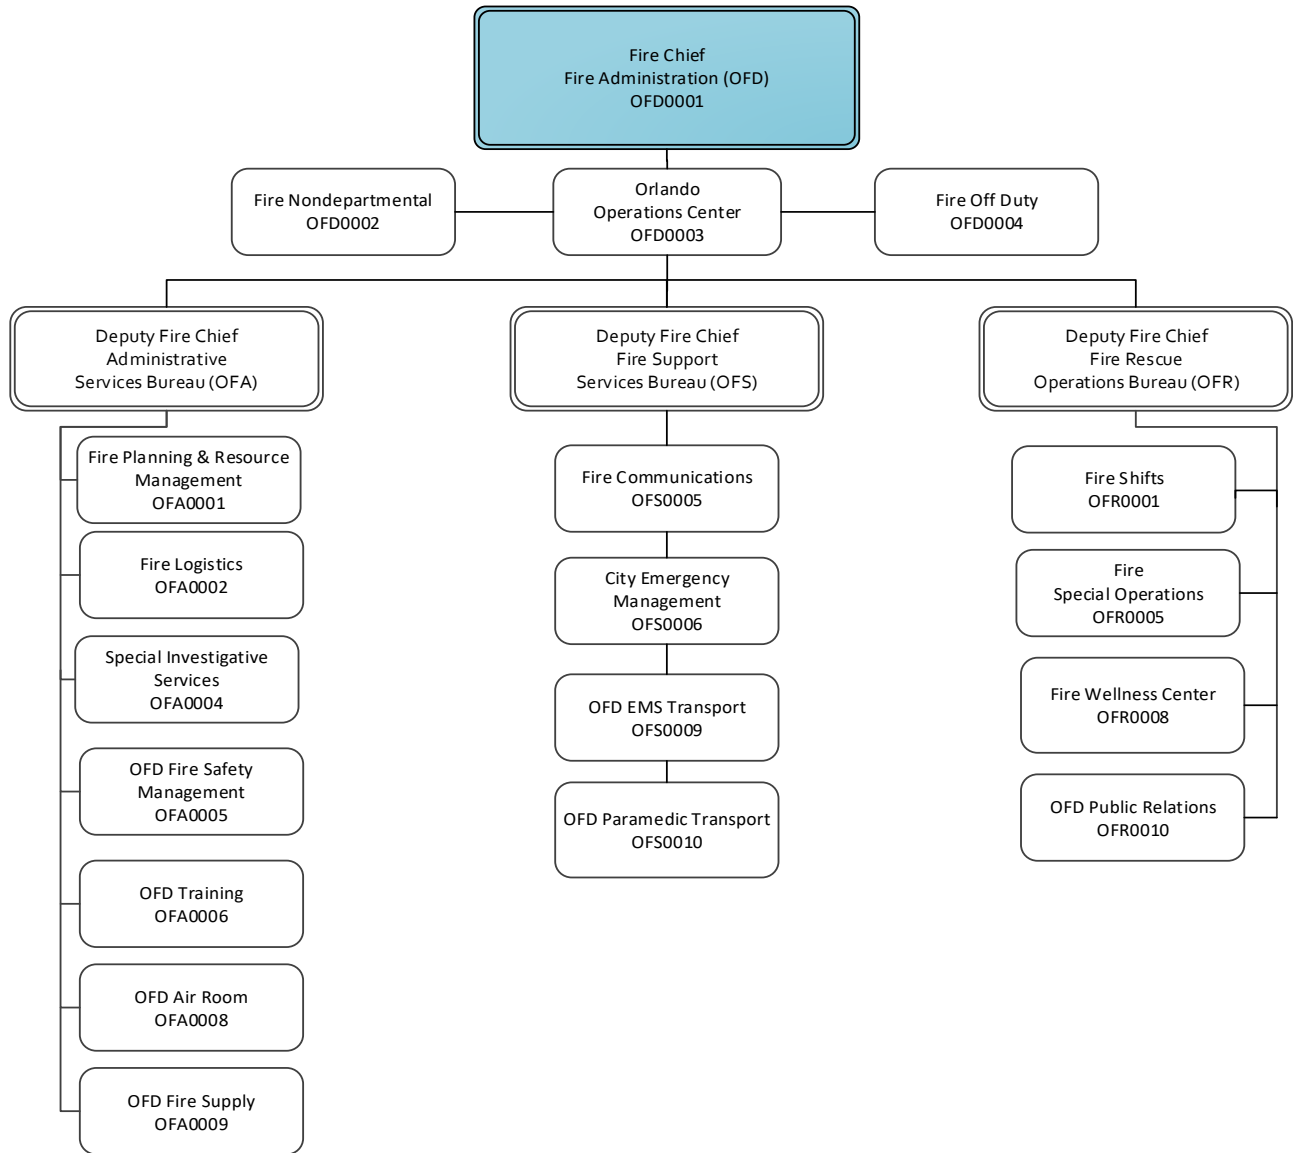 Fire Chief
Fire Administration (OFD)
OFD0001
Fire Nondepartmental
OFD0002
Orlando
Operations Center
OFD0003
Fire Off Duty
OFD0004
Deputy Fire Chief
Administrative
Services Bureau (OFA)
Deputy Fire Chief
Fire Support
Services Bureau (OFS)
Deputy Fire Chief
Fire Rescue
Operations Bureau (OFR)
Fire Planning & Resource
Management
OFA0001
Fire Logistics
OFA0002
Special Investigative
Services
OFA0004
OFD Fire Safety
Management
OFA0005
OFD Training
OFA0006
OFD Air Room
OFA0008
OFD Fire Supply
OFA0009
Fire Communications
OFS0005
City Emergency
Management
OFS0006
OFD EMS Transport
OFS0009
OFD Paramedic Transport
OFS0010
Fire Shifts
OFR0001
Fire
Special Operations
OFR0005
Fire Wellness Center
OFR0008
OFD Public Relations
OFR0010